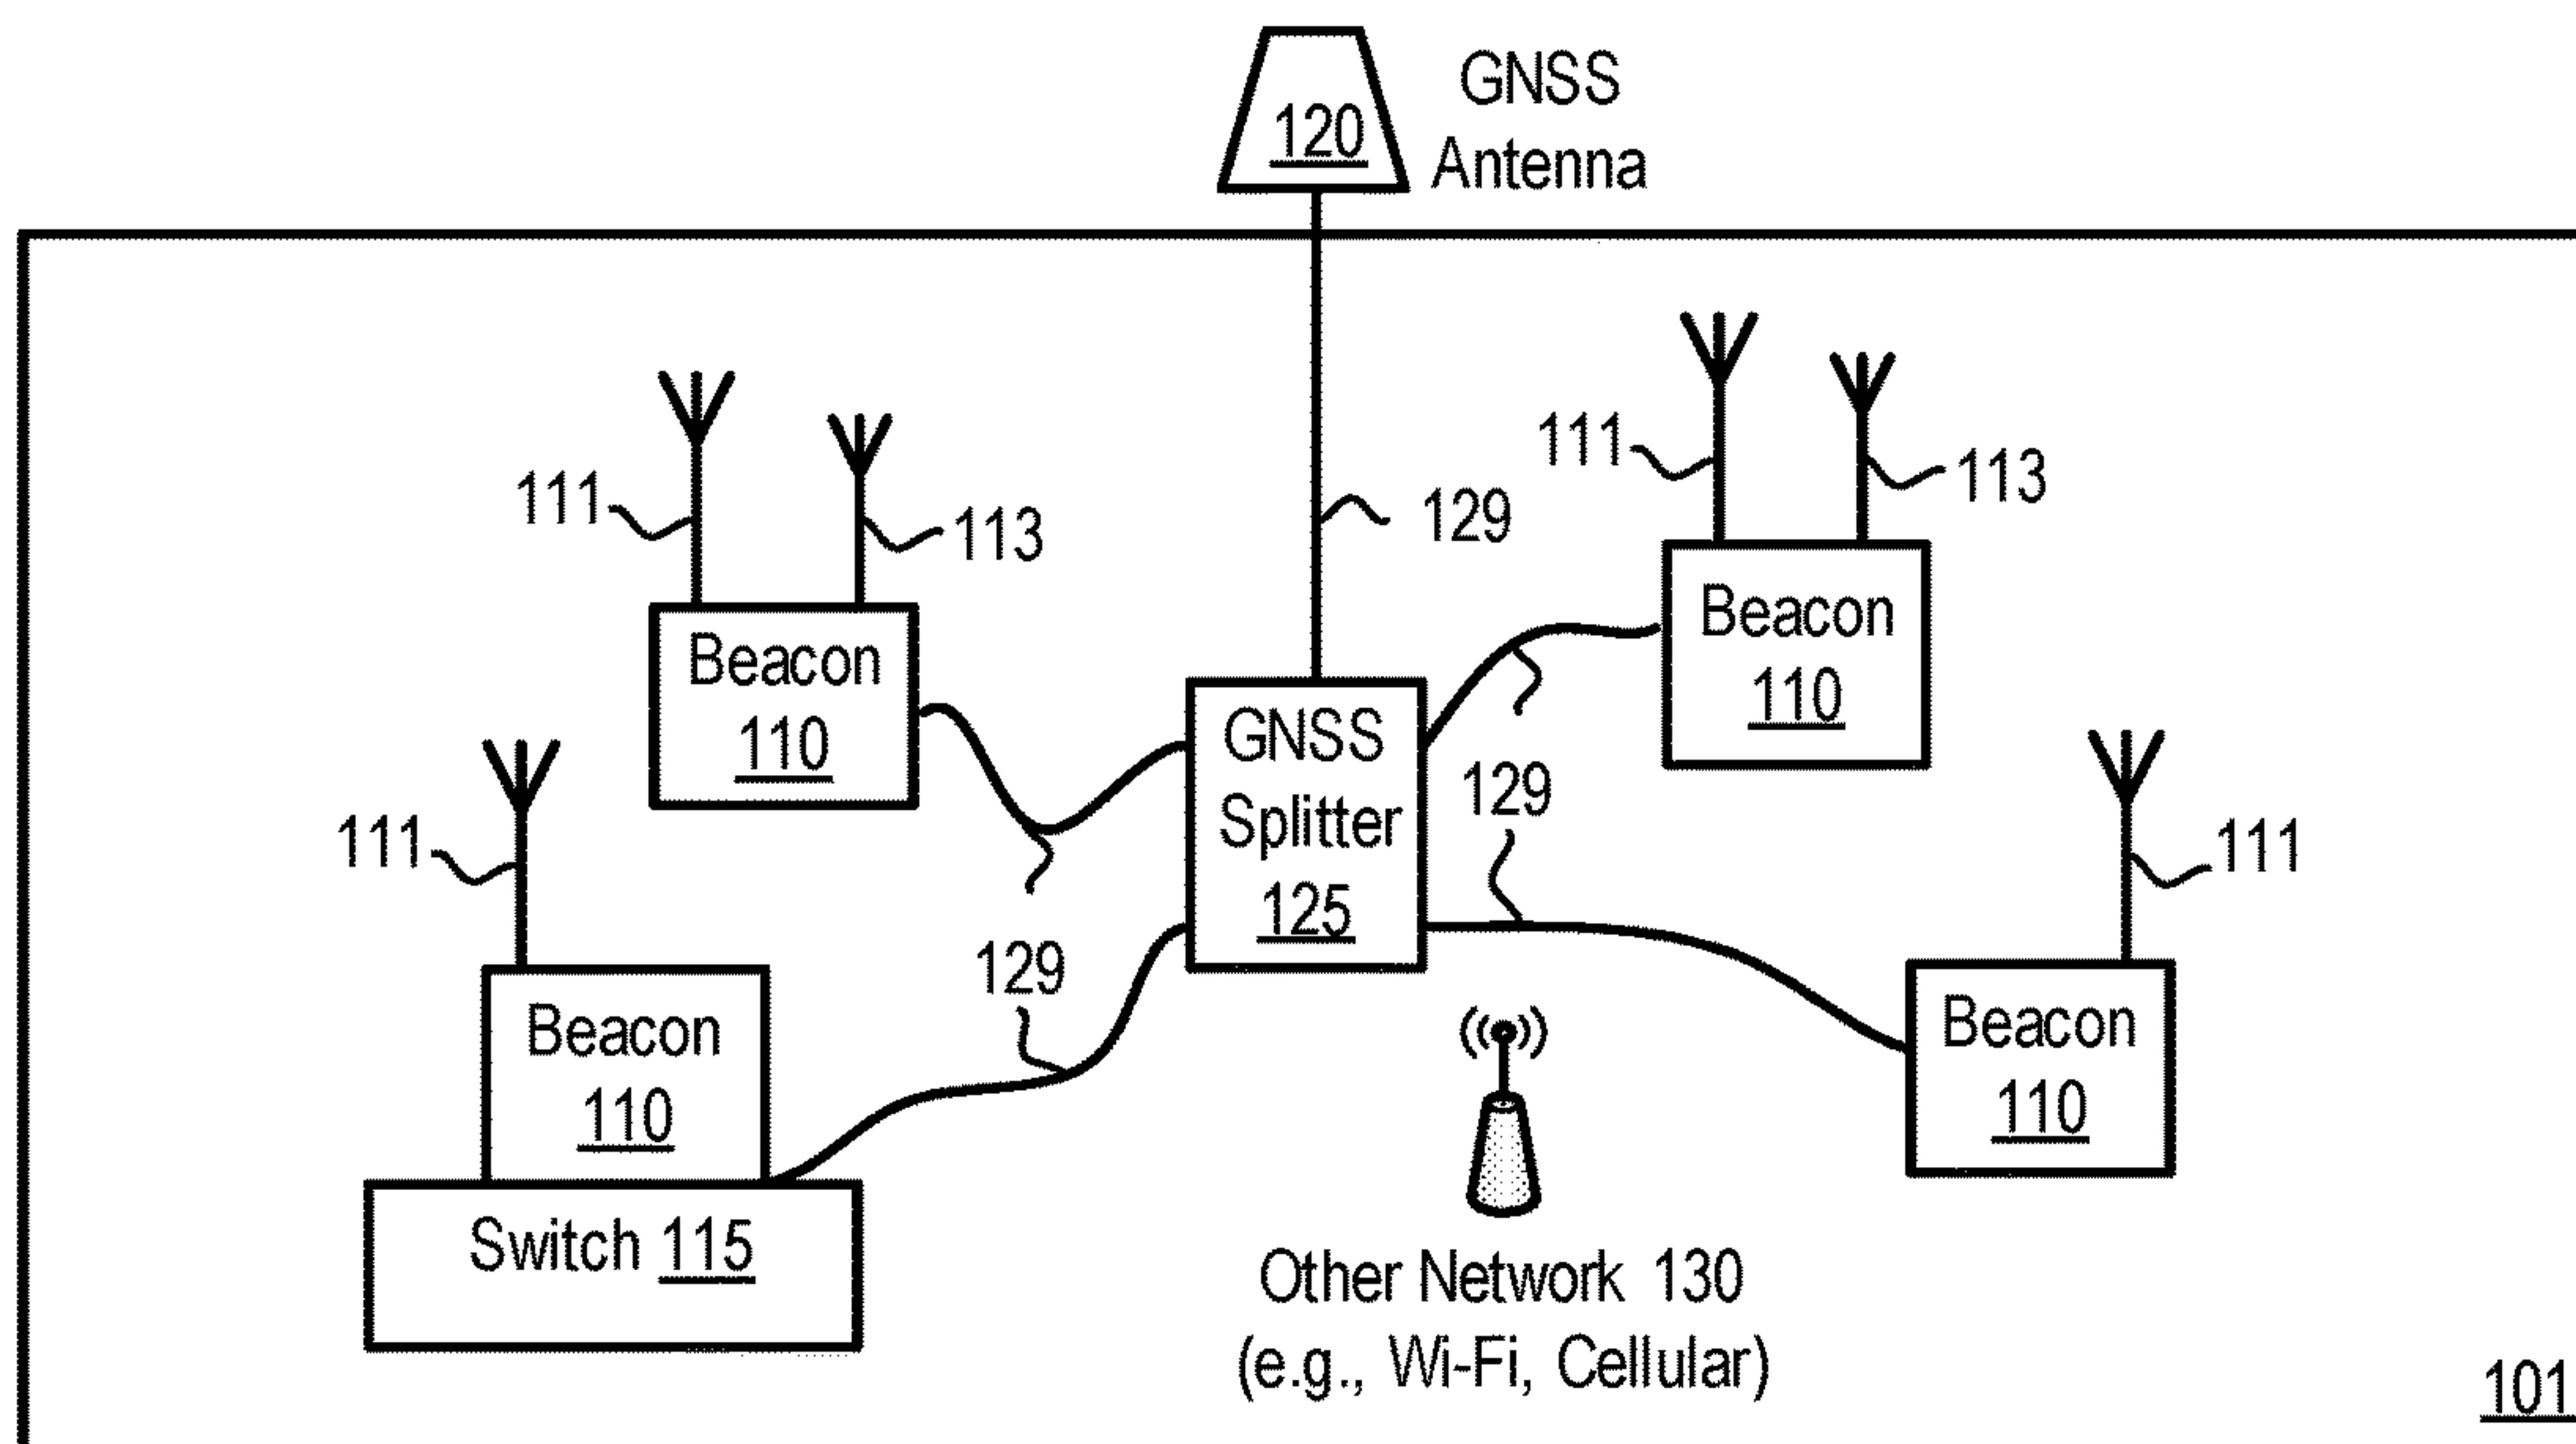 GNSS
Antenna
120
111
113
111
113
129
Beacon
110
Beacon
110
GNSS
Splitter
125
129
111
111
129
Beacon
110
Beacon
110
Switch 115
Other Network 130
(e.g., Wi-Fi, Cellular)
101